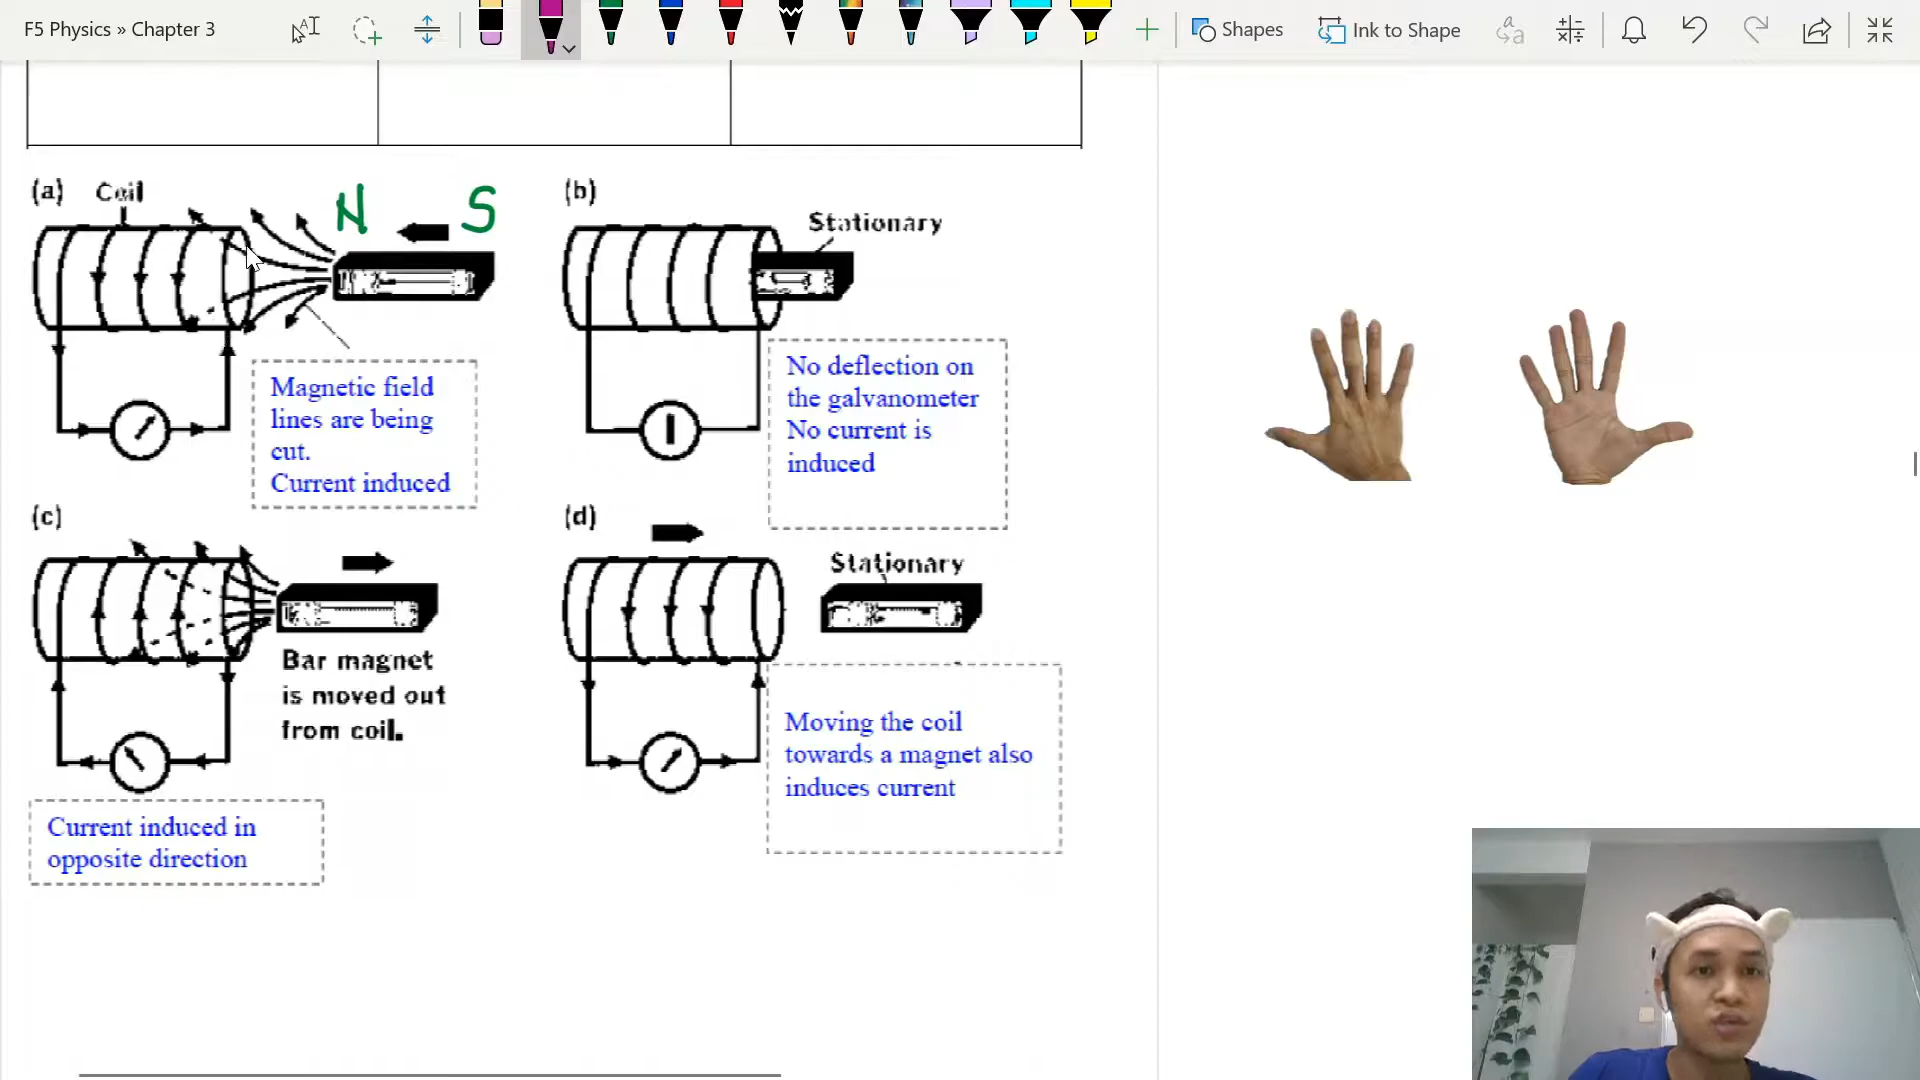 F5 Physics » Chapter 3
Shapes
Ink to Shape
(a) Coil
N S
Magnetic field
lines are being
cut.
Current induced
(b)
Stationary
No deflection on
the galvanometer
No current is
induced
(c)
Bar magnet
is moved out
from coil.
Current induced in
opposite direction
(d)
Stationary
Moving the coil
towards a magnet also
induces current